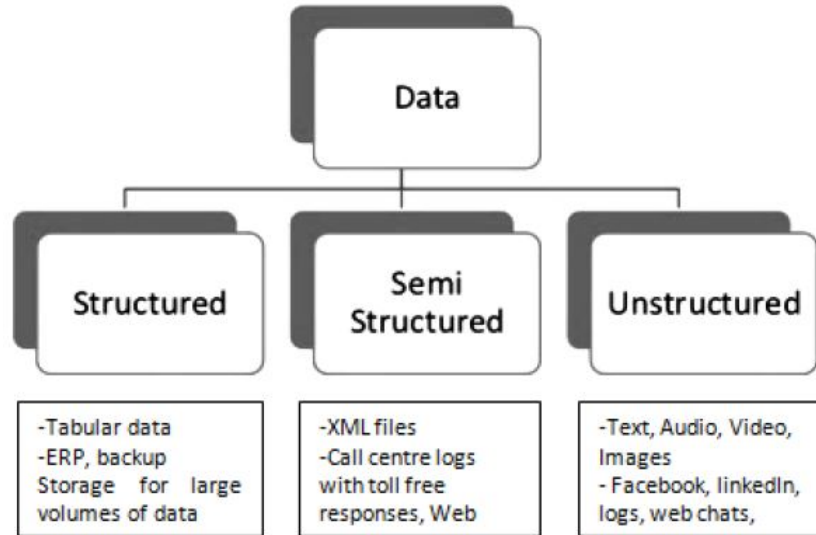 Data
Structured
Semi
Structured
Unstructured
-Tabular data
-ERP, backup
Storage for large
volumes of data
-XML files
-Call centre logs
with toll free
responses, Web
-Text, Audio, Video,
Images
- Facebook, linkedIn,
logs, web chats,